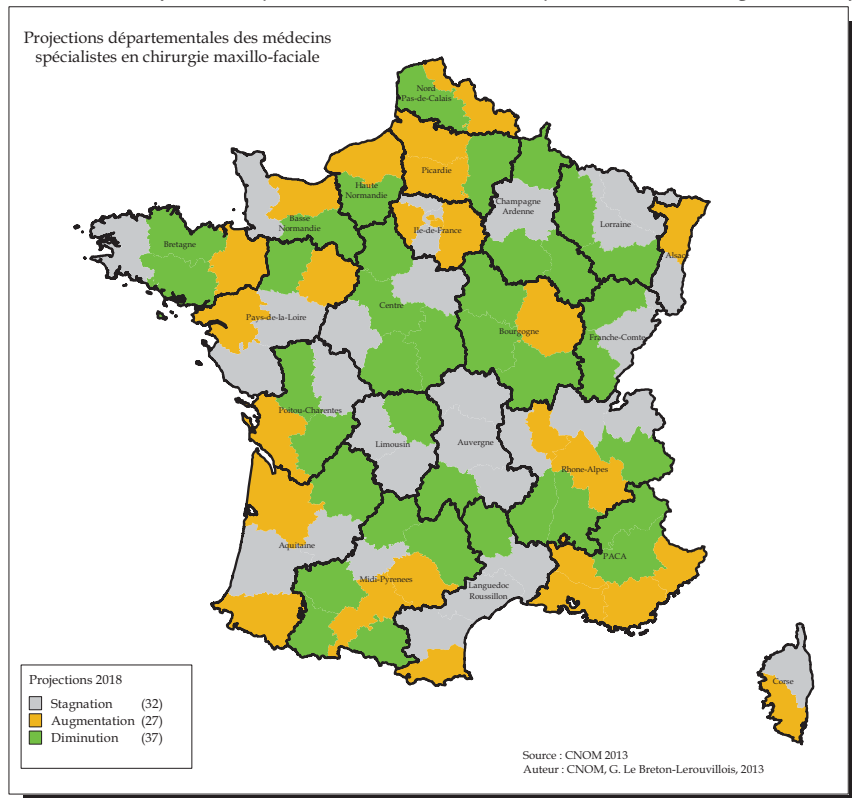 Projections départementales des médecins
spécialistes en chirurgie maxillo-faciale
Nord
Pas-de-Calais
Picardie
Haute
Normandie
Basse
Normandie
Champagne
Ardenne
Lorraine
Ile-de-France
Bretagne
Alsace
Pays-de-la-Loire
Centre
Bourgogne
Franche-Comte
Poitou-Charentes
Limousin
Auvergne
Rhone-Alpes
Aquitaine
PACA
Midi-Pyrenees
Languedoc
Roussillon
Corse
Projections 2018
Stagnation (32)
Augmentation (27)
Diminution (37)
Source : CNOM 2013
Auteur : CNOM, G. Le Breton-Lerouvillois, 2013